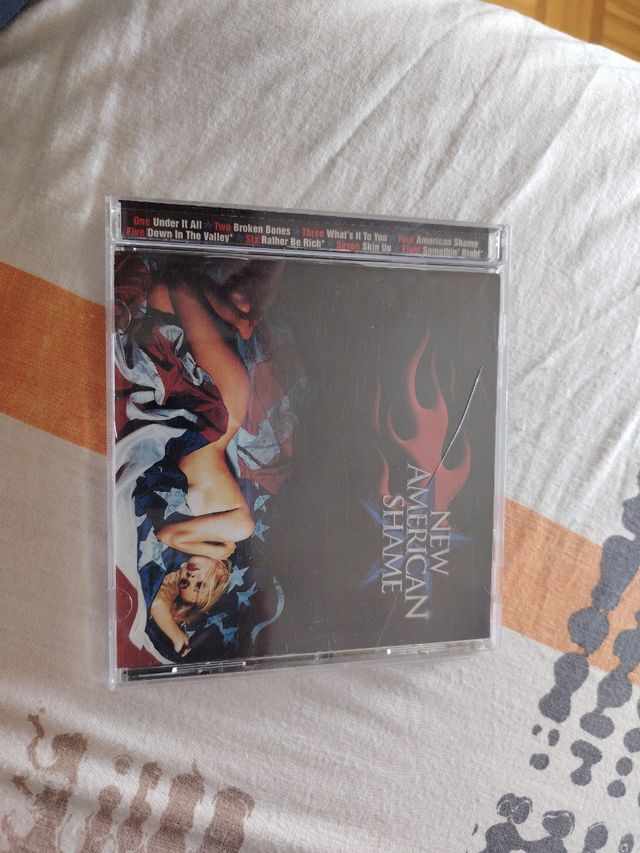 One Under It All ★ Two Broken Bones ★ Three What's It To You ★ Four American Shame
Five Down In The Valley* ★ Six Rather Be Rich* ★ Seven Skin Up ★ Eight Somethin' Right*
NEW
AMERICAN
SHAME